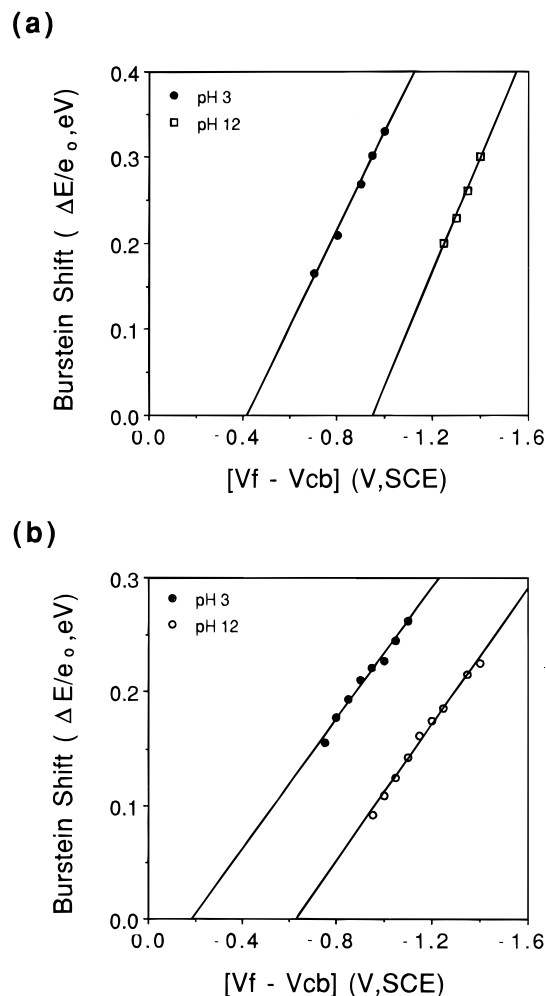 (a)
Burstein Shift ( ΔE/e₀,eV)
0.4
0.3
0.2
0.1
0.0
● pH 3
□ pH 12
0.0 - 0.4 - 0.8 - 1.2 - 1.6
[Vf - Vcb] (V,SCE)
(b)
Burstein Shift ( ΔE/e₀,eV)
0.3
0.2
0.1
0.0
● pH 3
○ pH 12
0.0 - 0.4 - 0.8 - 1.2 - 1.6
[Vf - Vcb] (V,SCE)